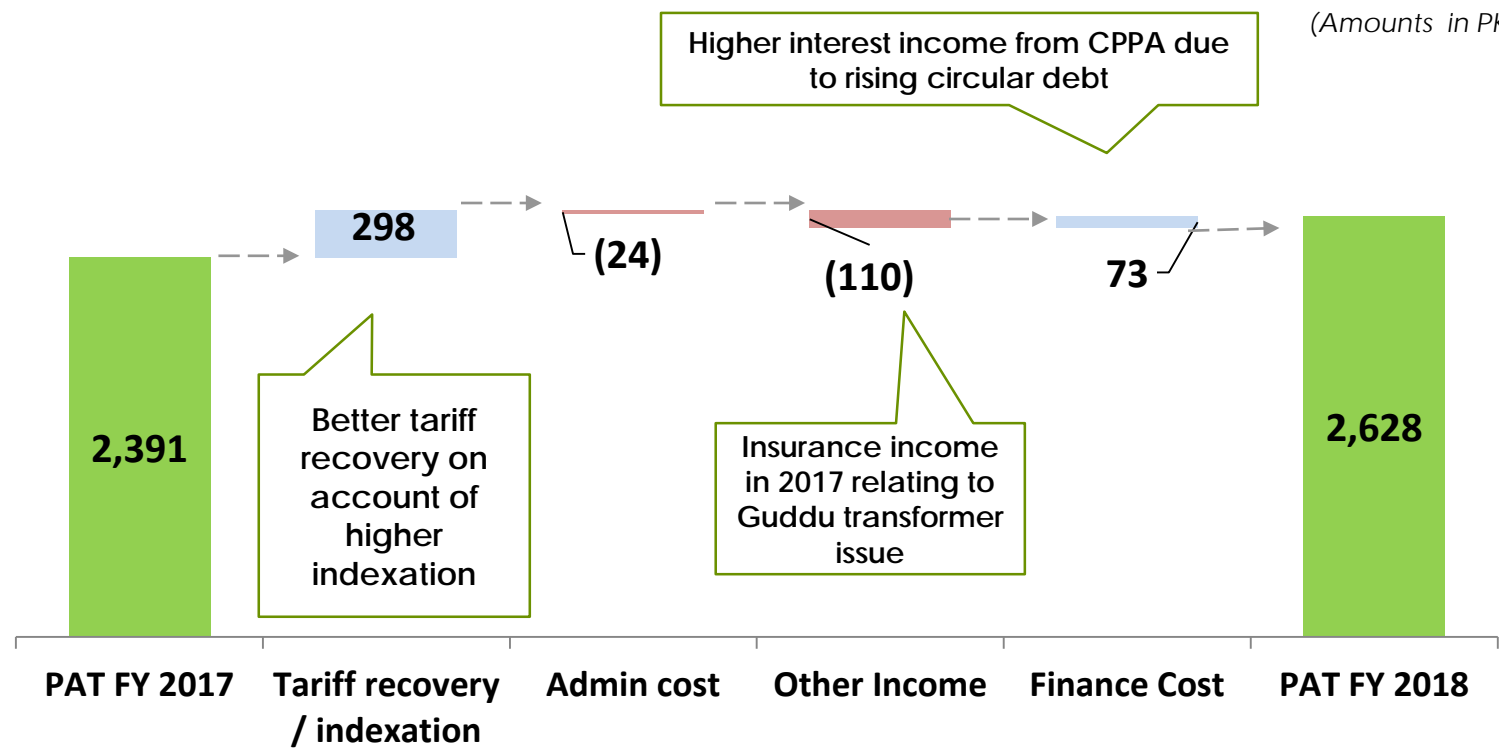 (Amounts in PK
Higher interest income from CPPA due
to rising circular debt
298
(24)
(110)
73
2,391
2,628
Better tariff
recovery on
account of
higher
indexation
Insurance income
in 2017 relating to
Guddu transformer
issue
PAT FY 2017
Tariff recovery
/ indexation
Admin cost
Other Income
Finance Cost
PAT FY 2018